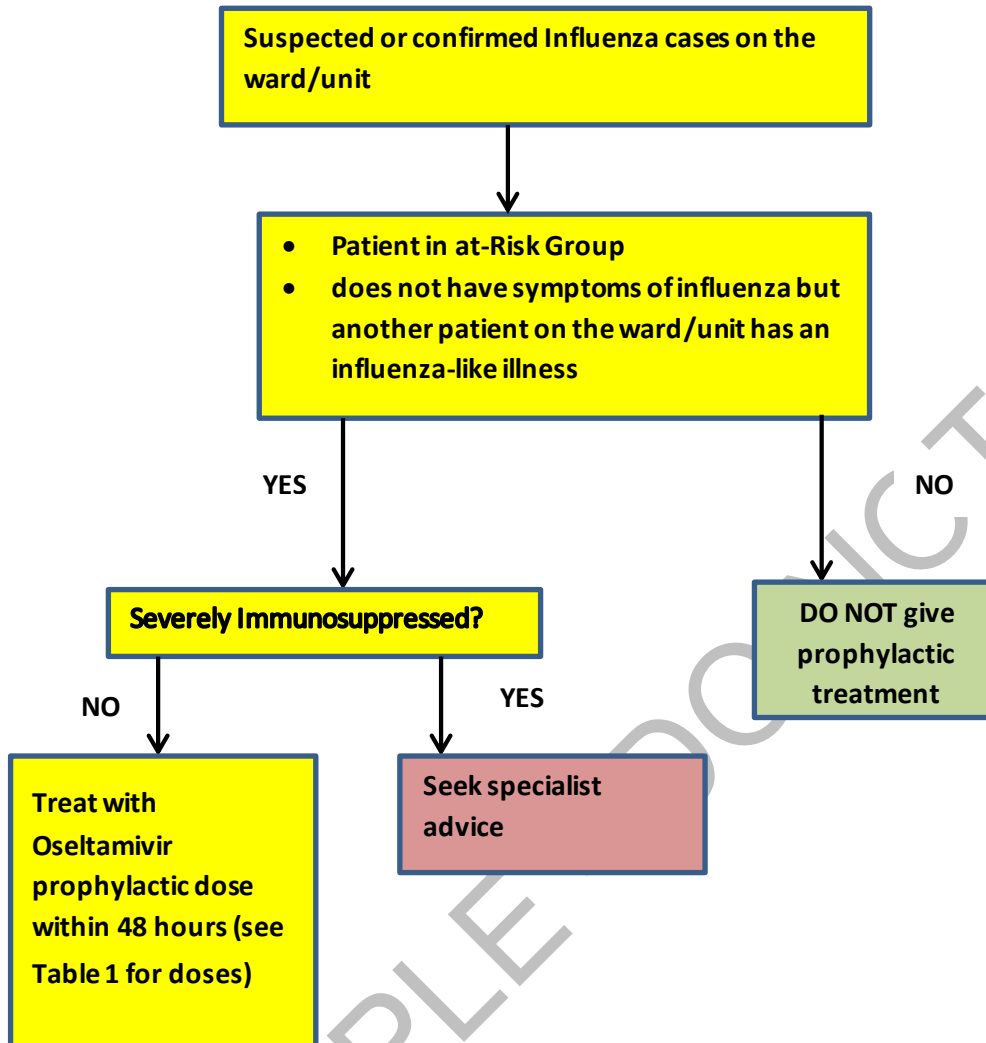 Suspected or confirmed Influenza cases on the
ward/unit
• Patient in at-Risk Group
• does not have symptoms of influenza but
another patient on the ward/unit has an
influenza-like illness
YES
NO
Severely Immunosuppressed?
DO NOT give
prophylactic
treatment
NO
YES
Treat with
Oseltamivir
prophylactic dose
within 48 hours (see
Table 1 for doses)
Seek specialist
advice